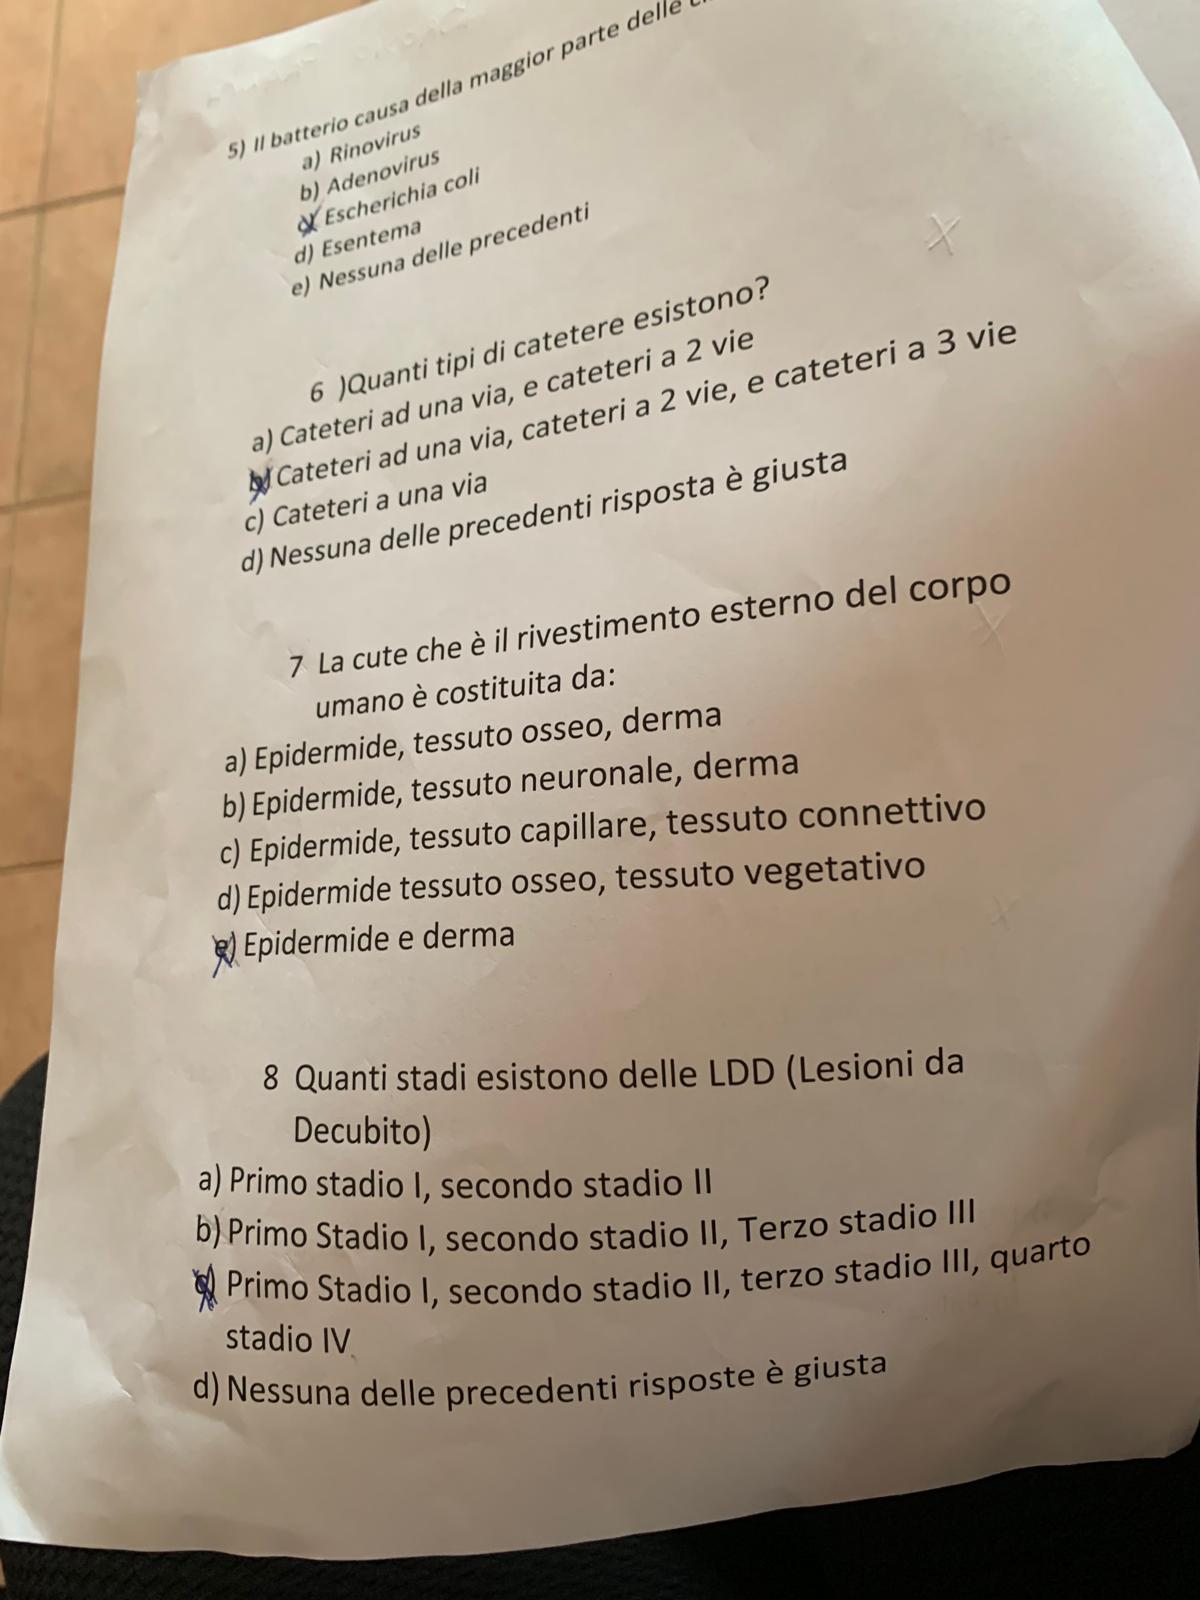 5) Il batterio causa della maggior parte delle
a) Rinovirus
b) Adenovirus
c) Escherichia coli
d) Esentema
e) Nessuna delle precedenti
6 )Quanti tipi di catetere esistono?
a) Cateteri ad una via, e cateteri a 2 vie
b) Cateteri ad una via, cateteri a 2 vie, e cateteri a 3 vie
c) Cateteri a una via
d) Nessuna delle precedenti risposta è giusta
7 La cute che è il rivestimento esterno del corpo
umano è costituita da:
a) Epidermide, tessuto osseo, derma
b) Epidermide, tessuto neuronale, derma
c) Epidermide, tessuto capillare, tessuto connettivo
d) Epidermide tessuto osseo, tessuto vegetativo
e) Epidermide e derma
8 Quanti stadi esistono delle LDD (Lesioni da
Decubito)
a) Primo stadio I, secondo stadio II
b) Primo Stadio I, secondo stadio II, Terzo stadio III
c) Primo Stadio I, secondo stadio II, terzo stadio III, quarto
stadio IV
d) Nessuna delle precedenti risposte è giusta